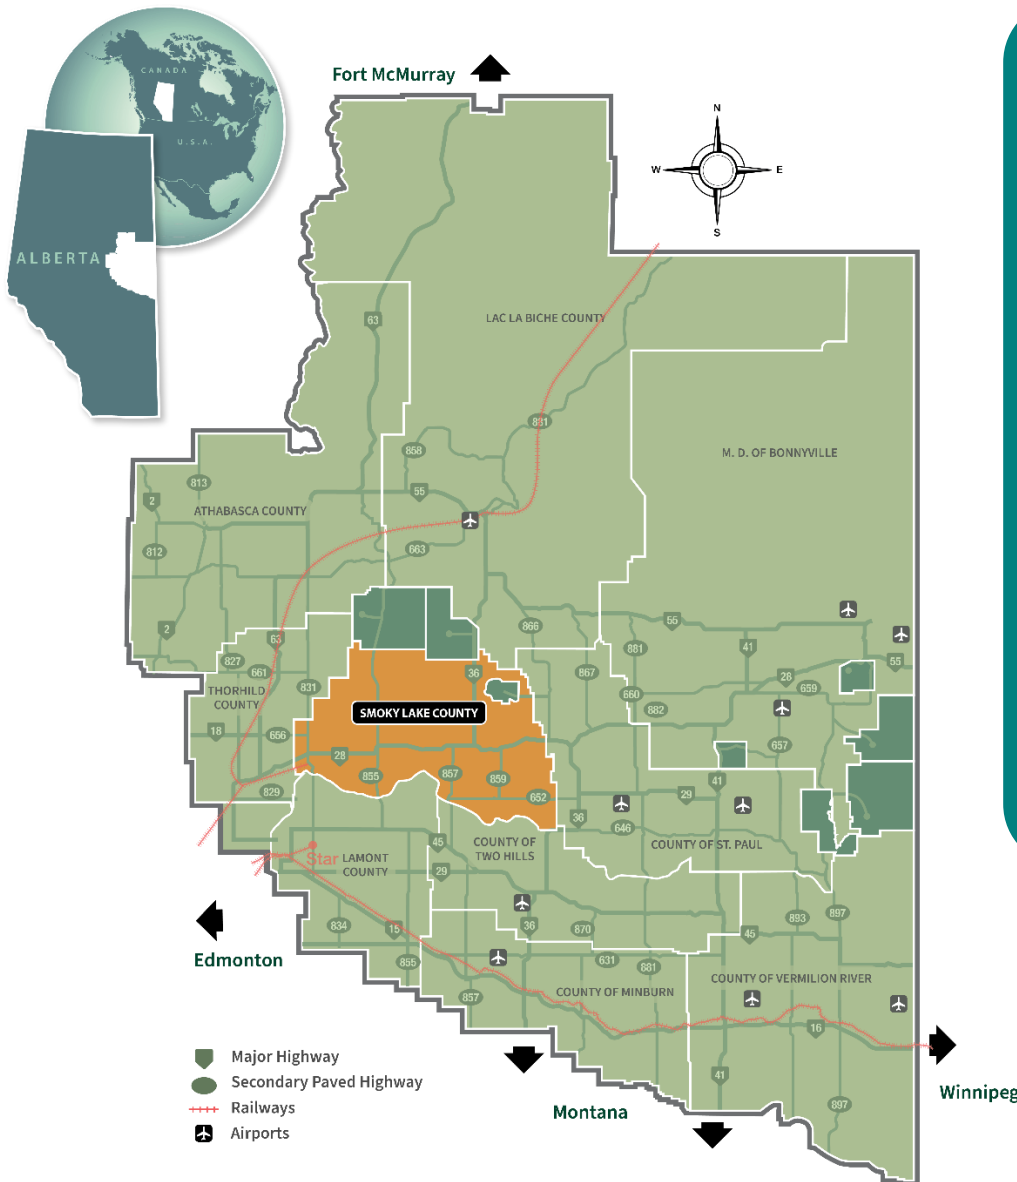 Fort McMurray
CANADA
U.S.A.
ALBERTA
N
W
E
S
LAC LA BICHE COUNTY
63
881
858
M. D. OF BONNYVILLE
813
55
2
ATHABASCA COUNTY
812
663
866
55
2
63
881
41
827
867
55
661
36
28
831
659
THORHILD
COUNTY
660
882
SMOKY LAKE COUNTY
18
656
657
28
855
857
859
41
829
652
29
36
646
45
COUNTY OF
TWO HILLS
COUNTY OF ST. PAUL
Star
LAMONT
COUNTY
29
834
15
36
870
893
897
45
Edmonton
855
631
881
COUNTY OF VERMILION RIVER
857
COUNTY OF MINBURN
16
Major Highway
41
Secondary Paved Highway
Winnipeg
Railways
Montana
897
Airports